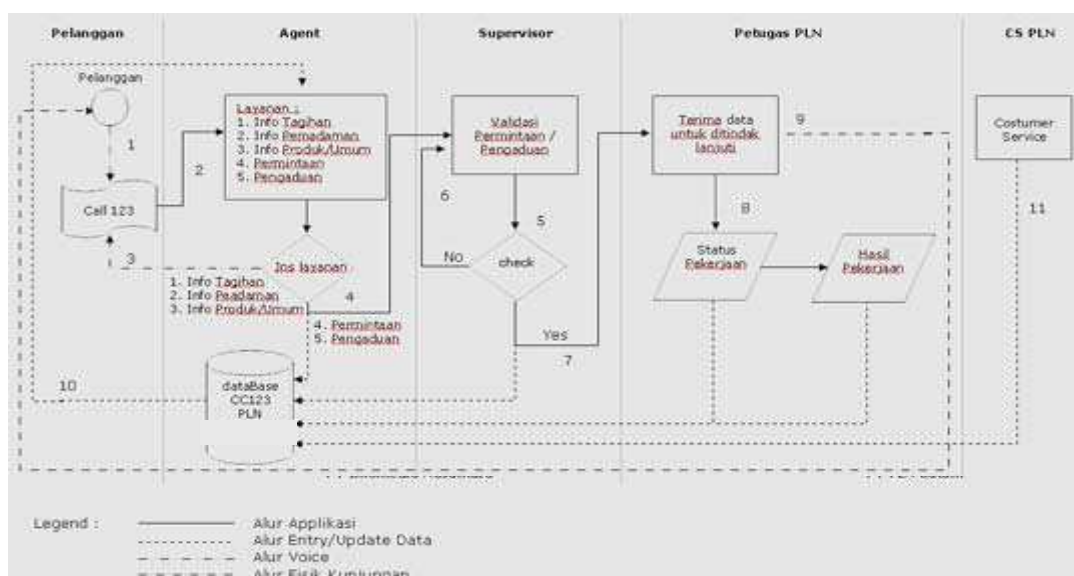 Pelanggan
Agent
Supervisor
Petugas PLN
CS PLN
Pelanggan
1
Call 123
2
3
Layanan :
1. Info Tagihan
2. Info Pemadaman
3. Info Produk/Umum
4. Permintaan
5. Pengaduan
Jns layanan
1. Info Tagihan
2. Info Peadaman
3. Info Produk/Umum
4
4. Permintaan
5. Pengaduan
Validasi
Permintaan /
Pengaduan
6
5
No
check
Yes
7
Terima data
untuk ditindak
lanjuti
9
8
Status
Pekerjaan
Hasil
Pekerjaan
Costumer
Service
11
10
dataBase
CC123
PLN
Legend :
Alur Applikasi
Alur Entry/Update Data
Alur Voice
Alur Fisik Kunjungan